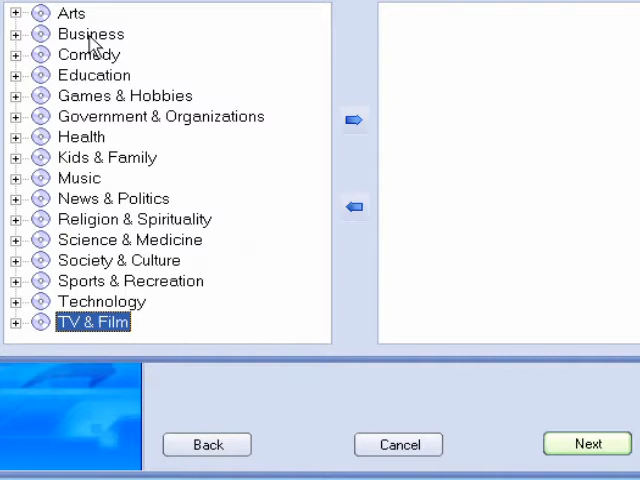 Arts
Business
Comedy
Education
Games & Hobbies
Government & Organizations
Health
Kids & Family
Music
News & Politics
Religion & Spirituality
Science & Medicine
Society & Culture
Sports & Recreation
Technology
TV & Film
Back Cancel Next